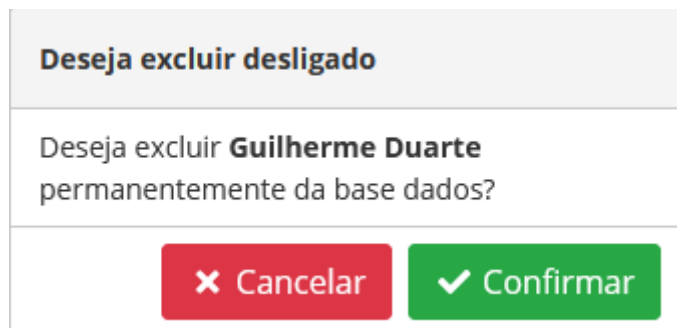 Deseja excluir desligado
Deseja excluir Guilherme Duarte
permanentemente da base dados?
Cancelar
Confirmar